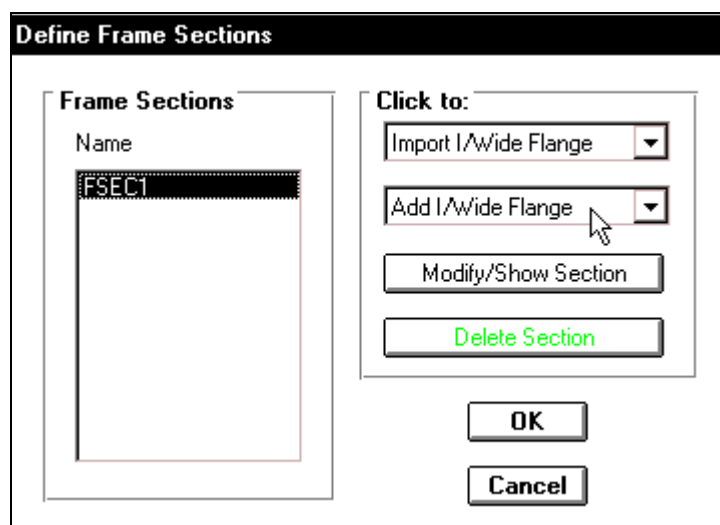 Define Frame Sections
Frame Sections
Name
FSEC1
Click to:
Import I/Wide Flange
Add I/Wide Flange
Modify/Show Section
Delete Section
OK
Cancel